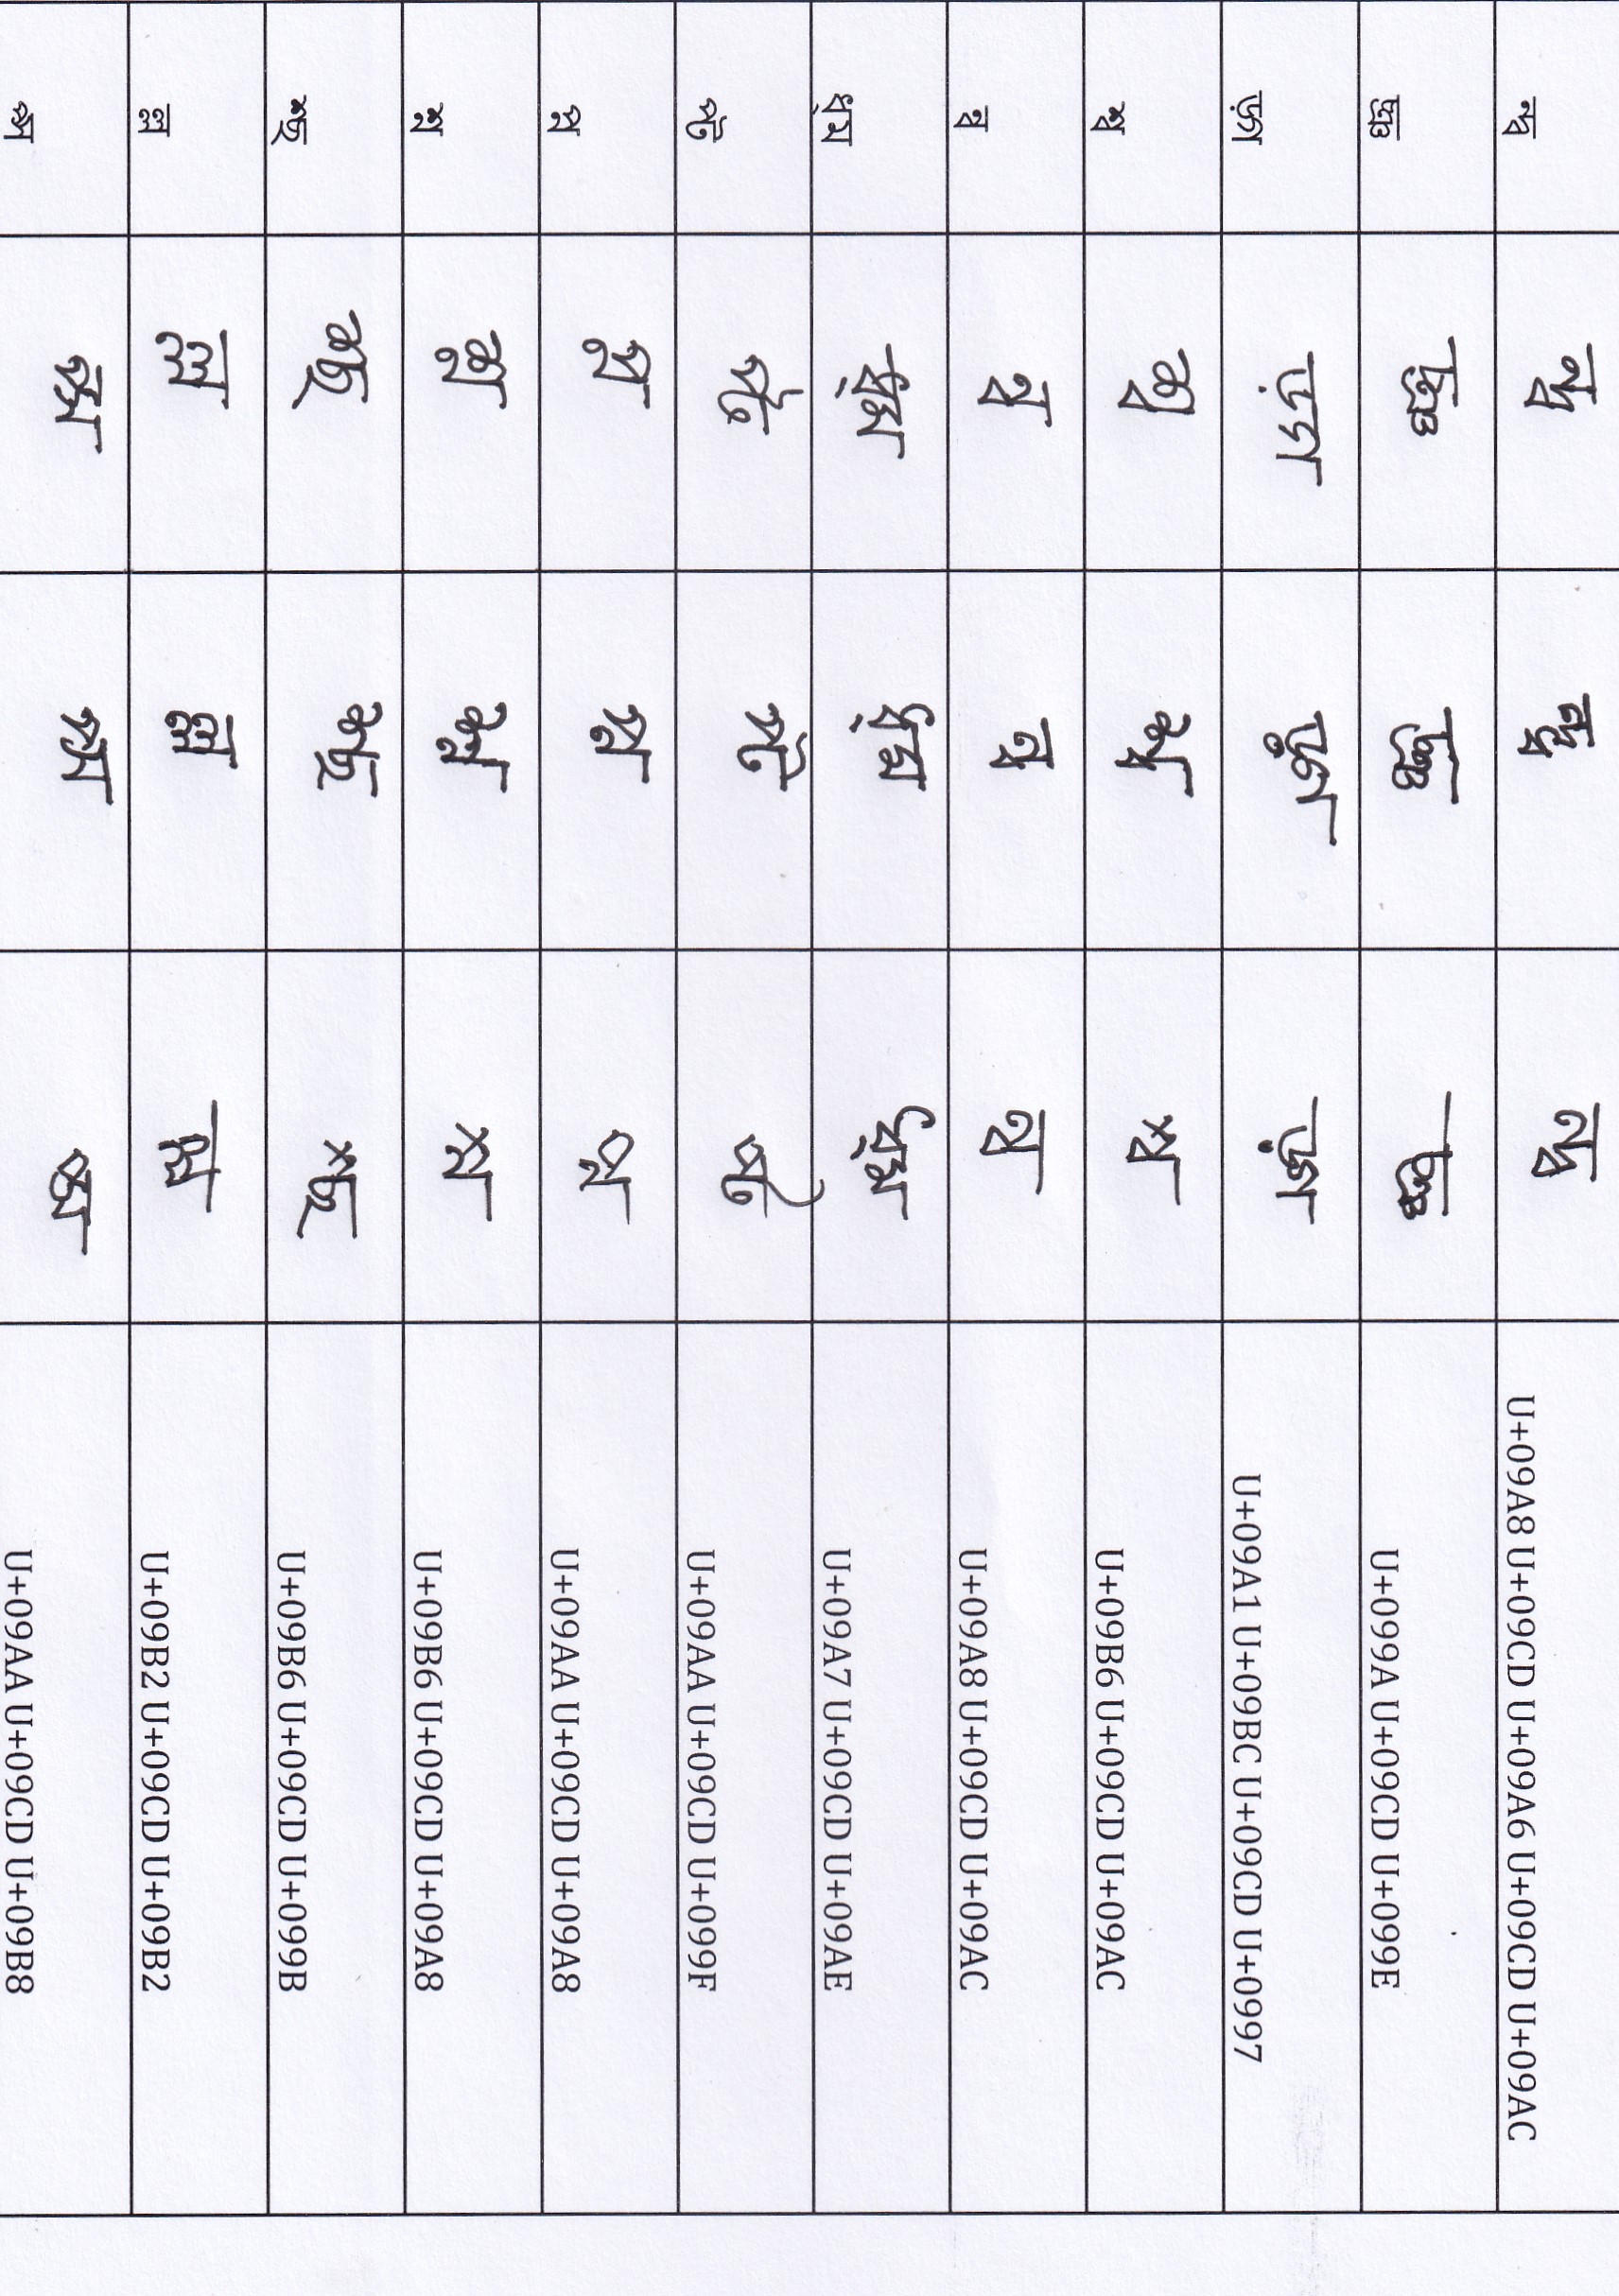 ন্দ্ব ন্দ্ব ন্দ্ব ন্দ্ব U+09A8 U+09CD U+09A6 U+09CD U+09AC
চ্ঞ চ্ঞ চ্ঞ চ্ঞ U+099A U+09CD U+099E
ড়্গ ড়্গ ড়্গ ড়্গ U+09A1 U+09BC U+09CD U+0997
শ্ব শ্ব শ্ব শ্ব U+09B6 U+09CD U+09AC
ন্ব ন্ব ন্ব ন্ব U+09A8 U+09CD U+09AC
ধ্ম ধ্ম ধ্ম ধ্ম U+09A7 U+09CD U+09AE
প্ট প্ট প্ট প্ট U+09AA U+09CD U+099F
প্ন প্ন প্ন প্ন U+09AA U+09CD U+09A8
শ্ন শ্ন শ্ন শ্ন U+09B6 U+09CD U+09A8
শ্ছ শ্ছ শ্ছ শ্ছ U+09B6 U+09CD U+099B
ল্ল ল্ল ল্ল ল্ল U+09B2 U+09CD U+09B2
প্স প্স প্স প্স U+09AA U+09CD U+09B8